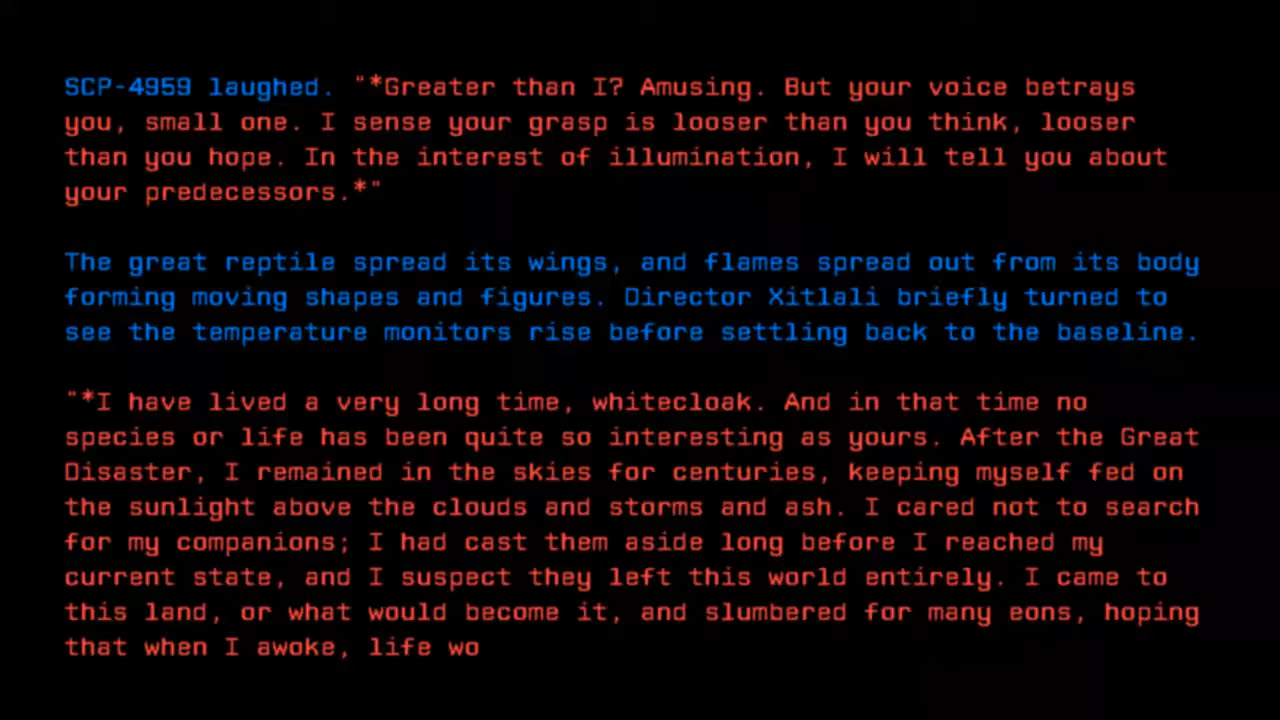 SCP-4959 laughed. "*Greater than I? Amusing. But your voice betrays
you, small one. I sense your grasp is looser than you think, looser
than you hope. In the interest of illumination, I will tell you about
your predecessors.*"
The great reptile spread its wings, and flames spread out from its body
forming moving shapes and figures. Director Xitlali briefly turned to
see the temperature monitors rise before settling back to the baseline.
"*I have lived a very long time, whitecloak. And in that time no
species or life has been quite so interesting as yours. After the Great
Disaster, I remained in the skies for centuries, keeping myself fed on
the sunlight above the clouds and storms and ash. I cared not to search
for my companions; I had cast them aside long before I reached my
current state, and I suspect they left this world entirely. I came to
this land, or what would become it, and slumbered for many eons, hoping
that when I awoke, life wo